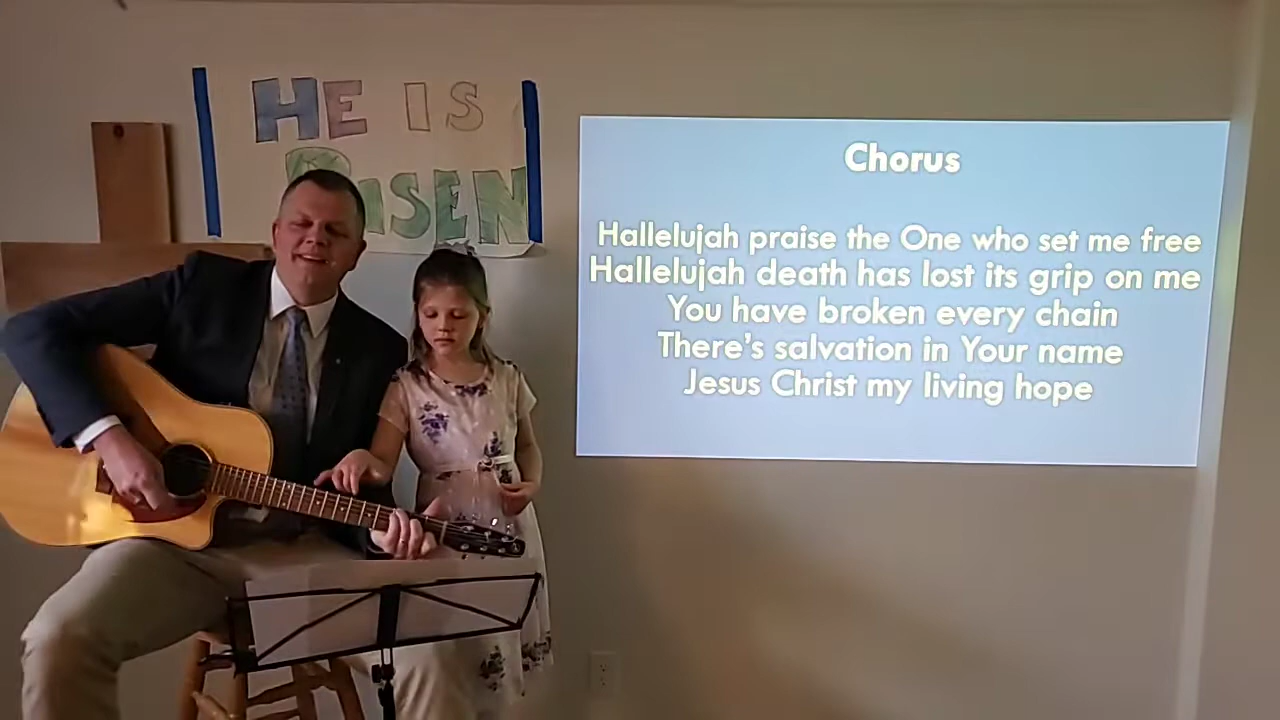 HE IS
RISEN
Chorus
Hallelujah praise the One who set me free
Hallelujah death has lost its grip on me
You have broken every chain
There's salvation in Your name
Jesus Christ my living hope